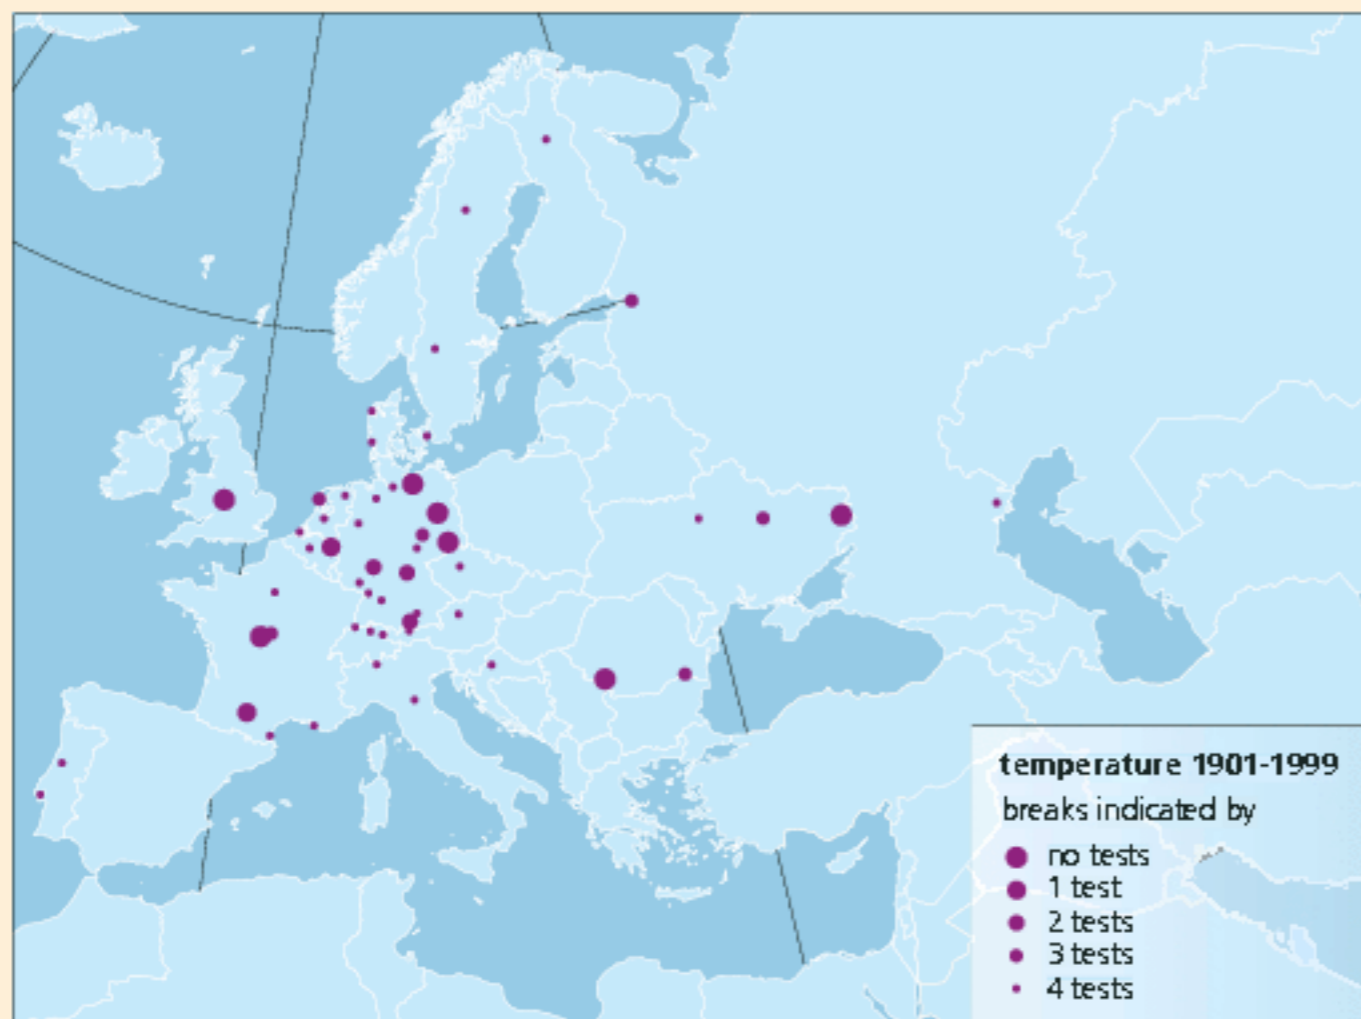 temperature 1901-1999
breaks indicated by
no tests
1 test
2 tests
3 tests
4 tests